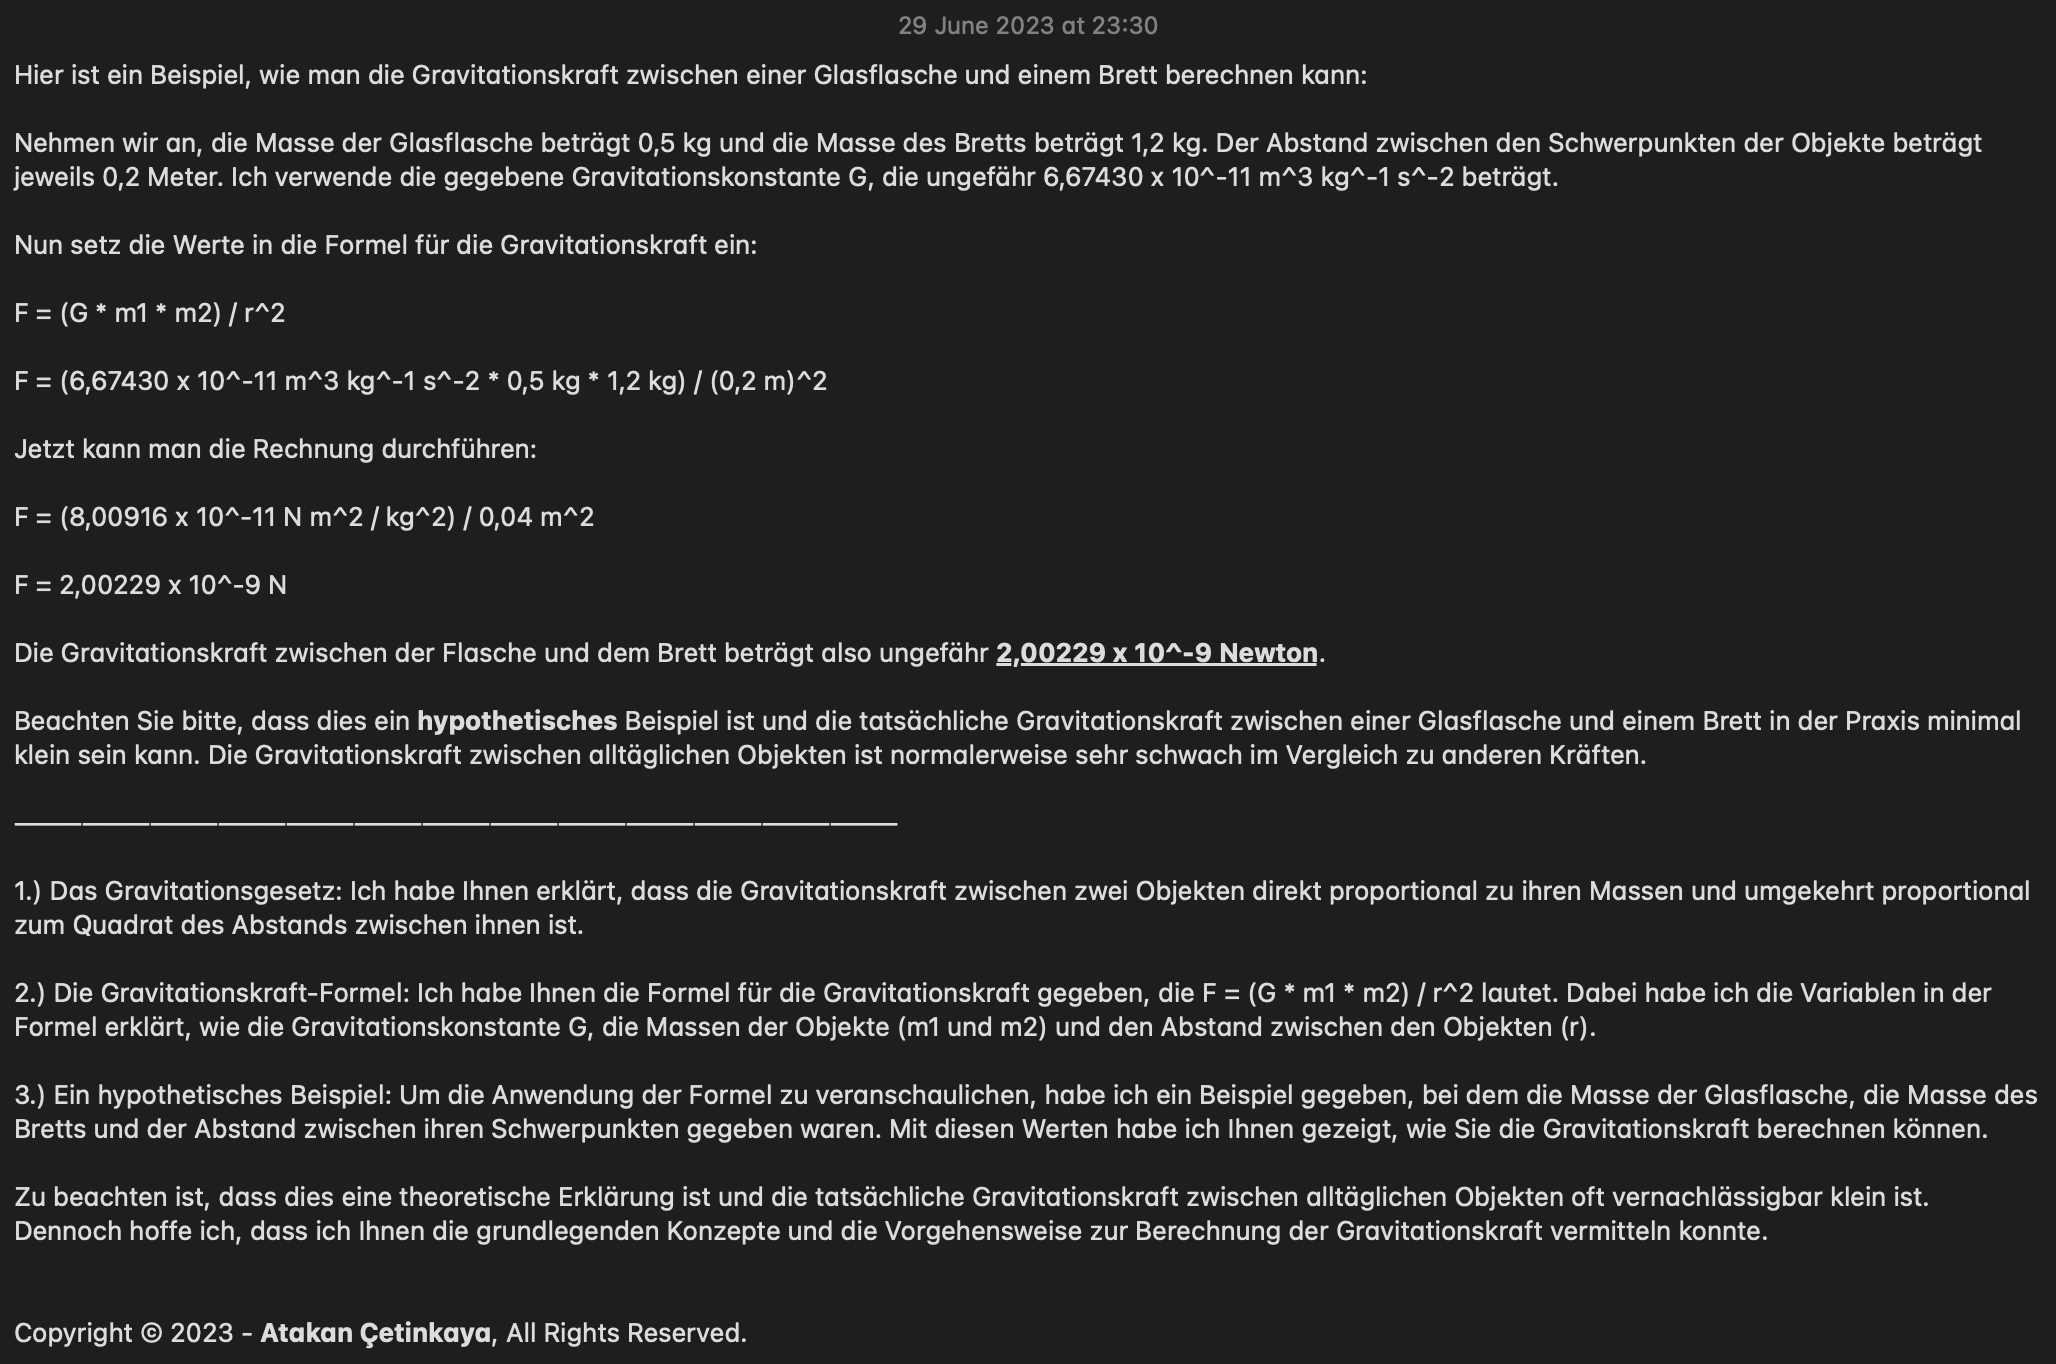 29 June 2023 at 23:30
Hier ist ein Beispiel, wie man die Gravitationskraft zwischen einer Glasflasche und einem Brett berechnen kann:
Nehmen wir an, die Masse der Glasflasche beträgt 0,5 kg und die Masse des Bretts beträgt 1,2 kg. Der Abstand zwischen den Schwerpunkten der Objekte beträgt
jeweils 0,2 Meter. Ich verwende die gegebene Gravitationskonstante G, die ungefähr 6,67430 x 10^-11 m^3 kg^-1 s^-2 beträgt.
Nun setz die Werte in die Formel für die Gravitationskraft ein:
F = (G * m1 * m2) / r^2
F = (6,67430 x 10^-11 m^3 kg^-1 s^-2 * 0,5 kg * 1,2 kg) / (0,2 m)^2
Jetzt kann man die Rechnung durchführen:
F = (8,00916 x 10^-11 N m^2 / kg^2) / 0,04 m^2
F = 2,00229 x 10^-9 N
Die Gravitationskraft zwischen der Flasche und dem Brett beträgt also ungefähr 2,00229 x 10^-9 Newton.
Beachten Sie bitte, dass dies ein hypothetisches Beispiel ist und die tatsächliche Gravitationskraft zwischen einer Glasflasche und einem Brett in der Praxis minimal
klein sein kann. Die Gravitationskraft zwischen alltäglichen Objekten ist normalerweise sehr schwach im Vergleich zu anderen Kräften.
1.) Das Gravitationsgesetz: Ich habe Ihnen erklärt, dass die Gravitationskraft zwischen zwei Objekten direkt proportional zu ihren Massen und umgekehrt proportional
zum Quadrat des Abstands zwischen ihnen ist.
2.) Die Gravitationskraft-Formel: Ich habe Ihnen die Formel für die Gravitationskraft gegeben, die F = (G * m1 * m2) / r^2 lautet. Dabei habe ich die Variablen in der
Formel erklärt, wie die Gravitationskonstante G, die Massen der Objekte (m1 und m2) und den Abstand zwischen den Objekten (r).
3.) Ein hypothetisches Beispiel: Um die Anwendung der Formel zu veranschaulichen, habe ich ein Beispiel gegeben, bei dem die Masse der Glasflasche, die Masse des
Bretts und der Abstand zwischen ihren Schwerpunkten gegeben waren. Mit diesen Werten habe ich Ihnen gezeigt, wie Sie die Gravitationskraft berechnen können.
Zu beachten ist, dass dies eine theoretische Erklärung ist und die tatsächliche Gravitationskraft zwischen alltäglichen Objekten oft vernachlässigbar klein ist.
Dennoch hoffe ich, dass ich Ihnen die grundlegenden Konzepte und die Vorgehensweise zur Berechnung der Gravitationskraft vermitteln konnte.
Copyright © 2023 - Atakan Çetinkaya, All Rights Reserved.